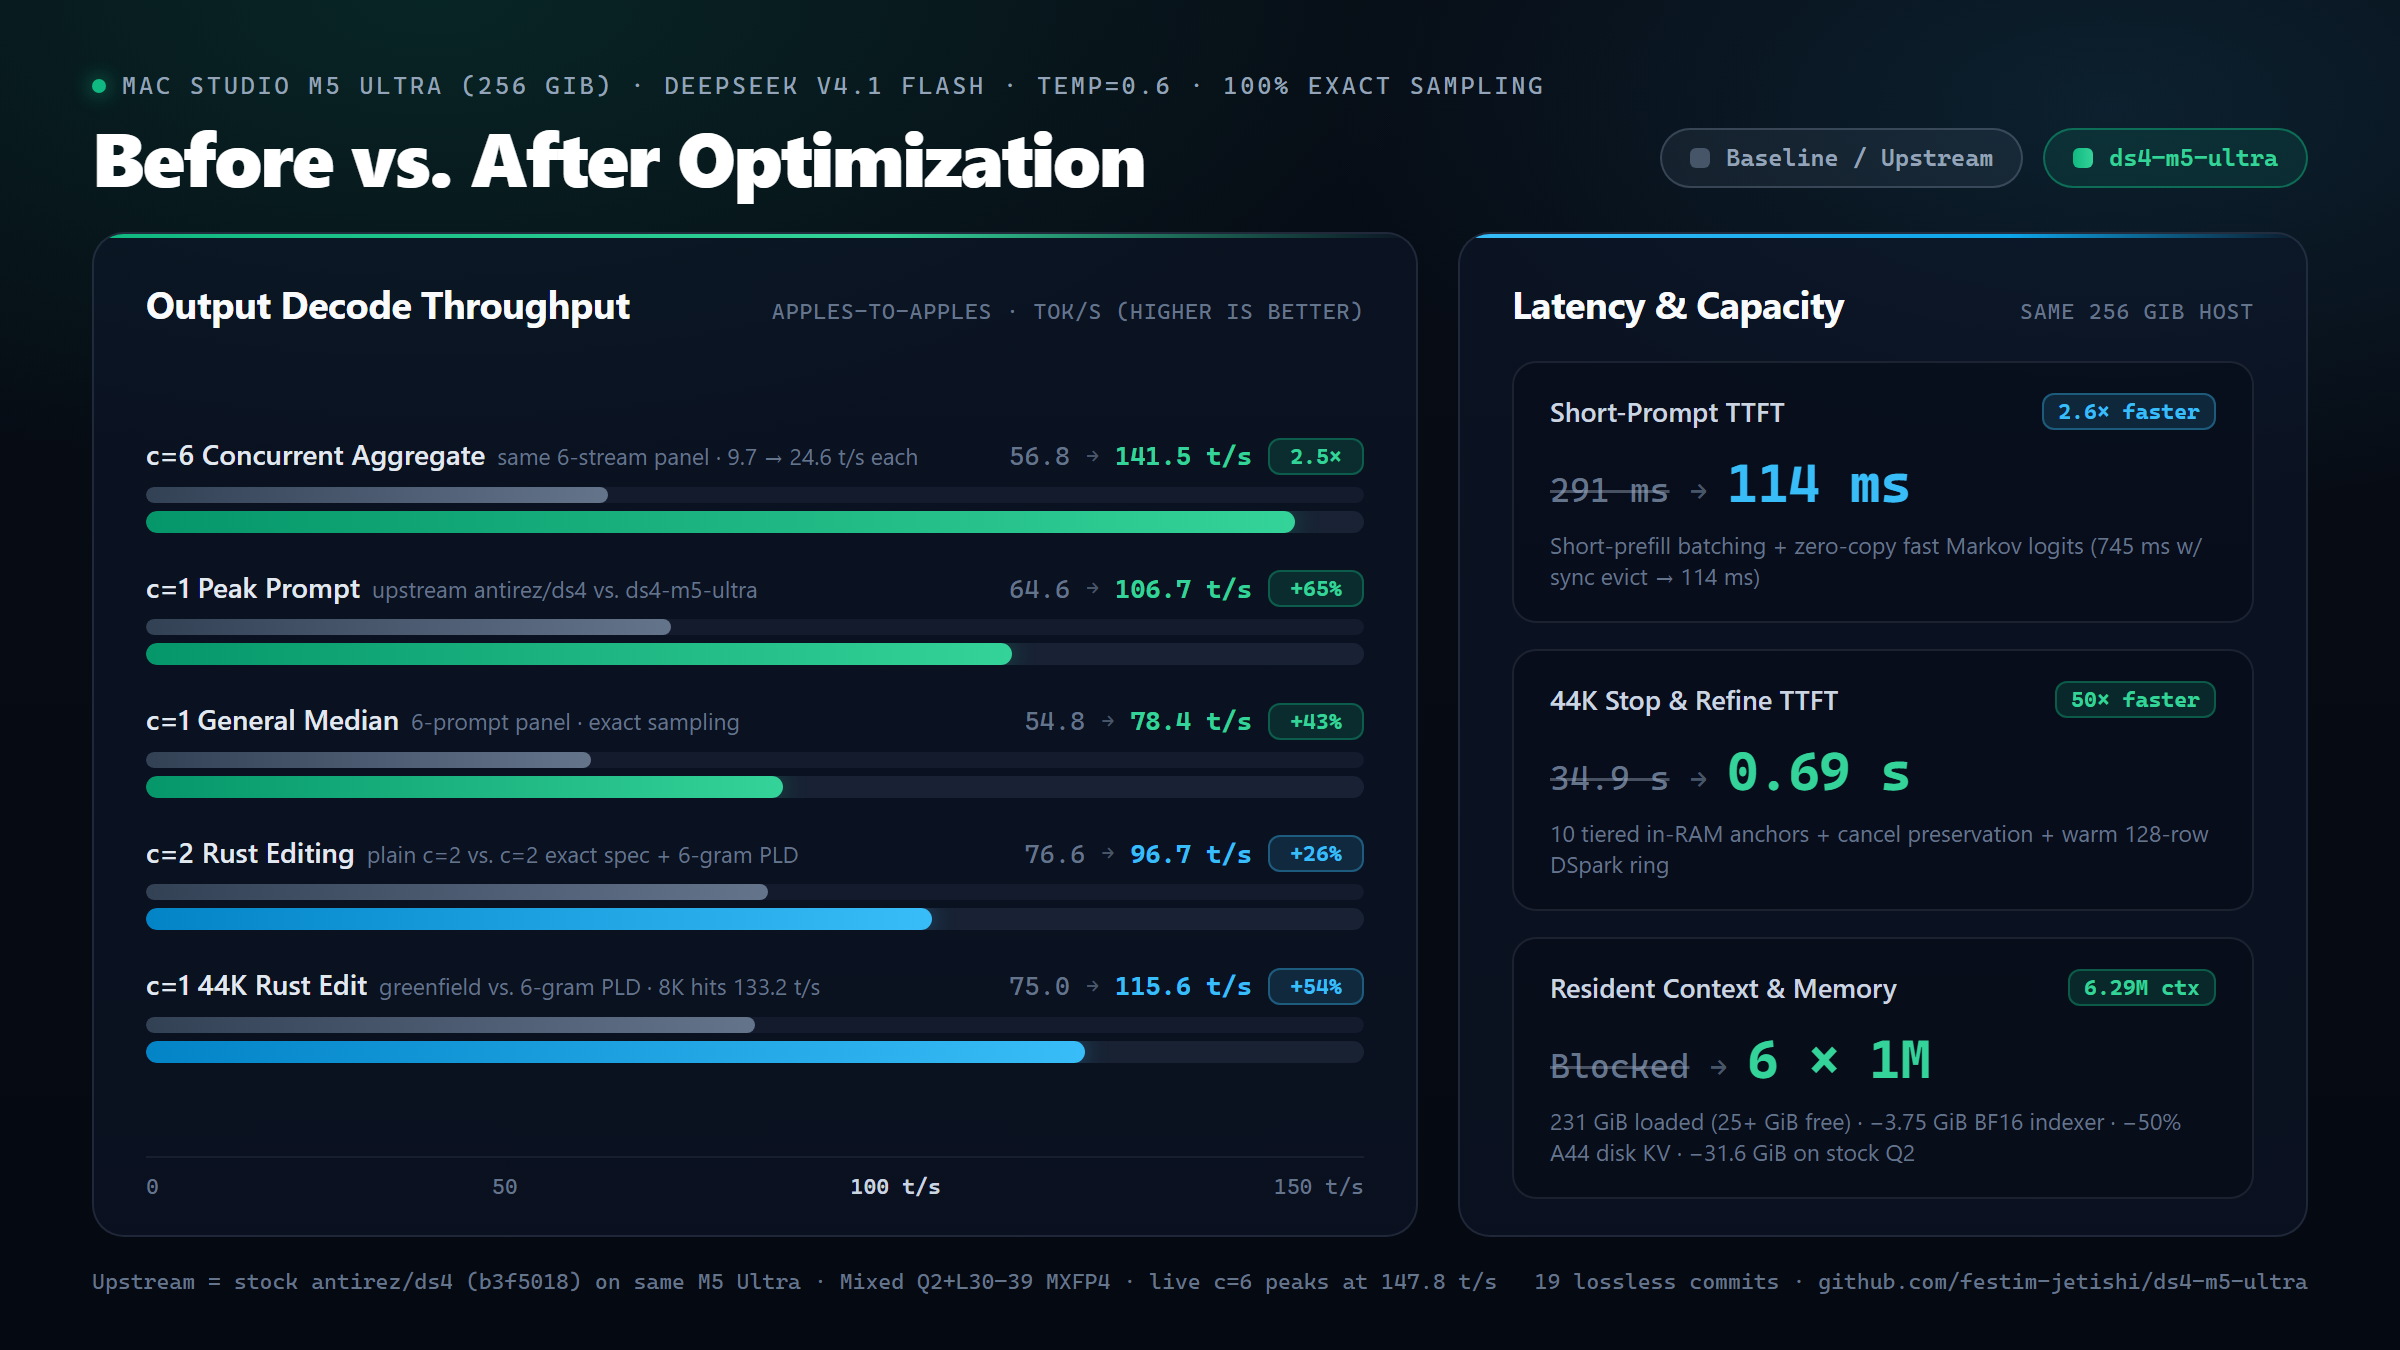 MAC STUDIO M5 ULTRA (256 GIB) · DEEPSEEK V4.1 FLASH · TEMP=0.6 · 100% EXACT SAMPLING
Before vs. After Optimization
Baseline / Upstream
ds4-m5-ultra
Output Decode Throughput
APPLES-TO-APPLES · TOK/S (HIGHER IS BETTER)
c=6 Concurrent Aggregate same 6-stream panel · 9.7 → 24.6 t/s each 56.8 → 141.5 t/s 2.5×
c=1 Peak Prompt upstream antirez/ds4 vs. ds4-m5-ultra 64.6 → 106.7 t/s +65%
c=1 General Median 6-prompt panel · exact sampling 54.8 → 78.4 t/s +43%
c=2 Rust Editing plain c=2 vs. c=2 exact spec + 6-gram PLD 76.6 → 96.7 t/s +26%
c=1 44K Rust Edit greenfield vs. 6-gram PLD · 8K hits 133.2 t/s 75.0 → 115.6 t/s +54%
0 50 100 t/s 150 t/s
Latency & Capacity
SAME 256 GIB HOST
Short-Prompt TTFT
2.6× faster
291 ms → 114 ms
Short-prefill batching + zero-copy fast Markov logits (745 ms w/
sync evict → 114 ms)
44K Stop & Refine TTFT
50× faster
34.9 s → 0.69 s
10 tiered in-RAM anchors + cancel preservation + warm 128-row
DSpark ring
Resident Context & Memory
6.29M ctx
Blocked → 6 × 1M
231 GiB loaded (25+ GiB free) · −3.75 GiB BF16 indexer · −50%
A44 disk KV · −31.6 GiB on stock Q2
Upstream = stock antirez/ds4 (b3f5018) on same M5 Ultra · Mixed Q2+L30-39 MXFP4 · live c=6 peaks at 147.8 t/s
19 lossless commits · github.com/festim-jetishi/ds4-m5-ultra